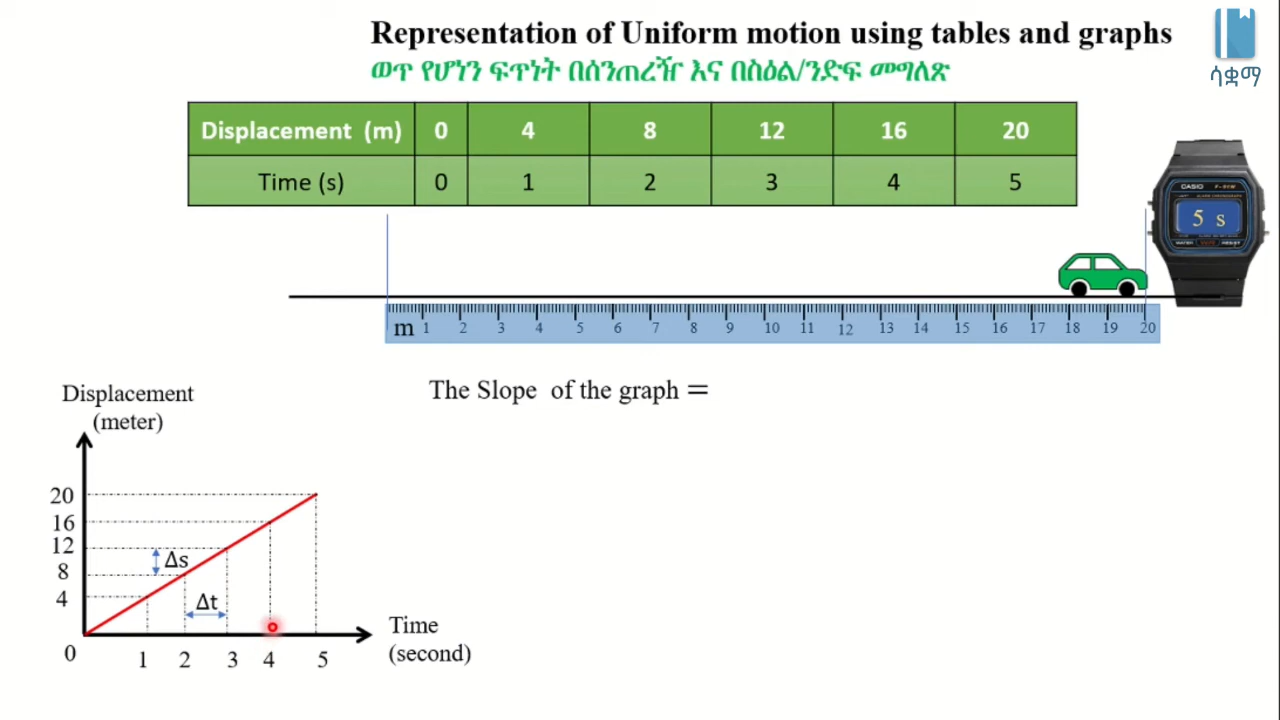 Representation of Uniform motion using tables and graphs
ወጥ የሆነን ፍጥነት በሰንጠረዥ እና በስዕል/ንድፍ መግለጽ
ሳቋማ
Displacement (m) 0 4 8 12 16 20
Time (s) 0 1 2 3 4 5
CASIO F-91W
5 s
WATER RESIST
m 1 2 3 4 5 6 7 8 9 10 11 12 13 14 15 16 17 18 19 20
The Slope of the graph =
Displacement
(meter)
20
16
12
Δs
8
4
Δt
Time
(second)
0 1 2 3 4 5